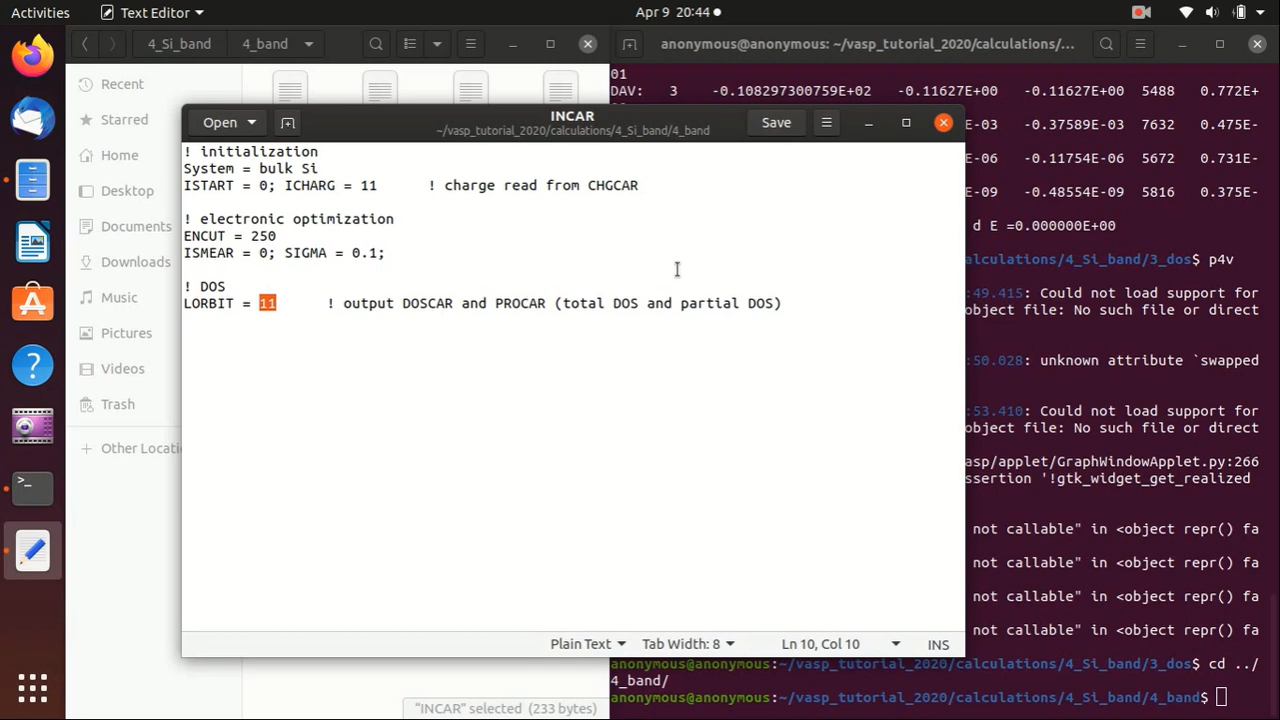 Activities
Text Editor
Apr 9 20:44
4_Si_band
4_band
anonymous@anonymous: ~/vasp_tutorial_2020/calculations/...
Recent
Starred
Home
Desktop
Documents
Downloads
Music
Pictures
Videos
Trash
Other Locati
Open
INCAR
~/vasp_tutorial_2020/calculations/4_Si_band/4_band
Save
! initialization
System = bulk Si
ISTART = 0; ICHARG = 11 ! charge read from CHGCAR
! electronic optimization
ENCUT = 250
ISMEAR = 0; SIGMA = 0.1;
! DOS
LORBIT = 11 ! output DOSCAR and PROCAR (total DOS and partial DOS)
Plain Text
Tab Width: 8
Ln 10, Col 10
INS
"INCAR" selected (233 bytes)
01
DAV: 3 -0.108297300759E+02 -0.11627E+00 -0.11627E+00 5488 0.772E+
-03 -0.37589E-03 7632 0.475E-
-06 -0.11756E-06 5672 0.731E-
-09 -0.48554E-09 5816 0.375E-
d E =0.000000E+00
alculations/4_Si_band/3_dos$ p4v
:49.415: Could not load support for
object file: No such file or direct
:50.028: unknown attribute `swapped
:53.410: Could not load support for
object file: No such file or direct
asp/applet/GraphWindowApplet.py:266
ssertion '!gtk_widget_get_realized
not callable" in <object repr() fa
not callable" in <object repr() fa
not callable" in <object repr() fa
not callable" in <object repr() fa
anonymous@anonymous:~/vasp_tutorial_2020/calculations/4_Si_band/3_dos$ cd ../
4_band/
anonymous@anonymous:~/vasp_tutorial_2020/calculations/4_Si_band/4_band$